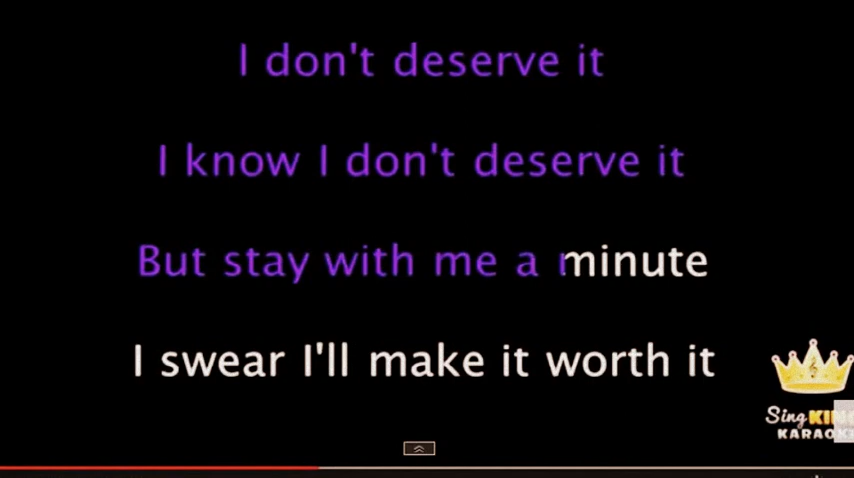 I don't deserve it
I know I don't deserve it
But stay with me a minute
I swear I'll make it worth it
Sing KING
KARAOKE